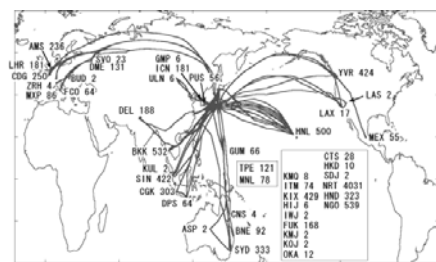 AMS 236
SVO 23
LHR 181
DME 131
CDG 250
BUD 2
ZRH 4
FCO 64
MXP 86
GMP 6
ICN 181
PUS 56
ULN 6
YVR 424
LAS 2
LAX 17
MEX 55
HNL 500
DEL 188
BKK 532
KUL 2
SIN 422
CGK 303
DPS 64
GUM 66
TPE 121
MNL 78
CNS 4
ASP 2
BNE 92
SYD 333
CTS 28
HKD 10
KMQ 8 SDJ 2
ITM 74 NRT 4031
KIX 429 HND 323
HIJ 6 NGO 539
IWJ 2
FUK 168
KMJ 2
KOJ 2
OKA 12